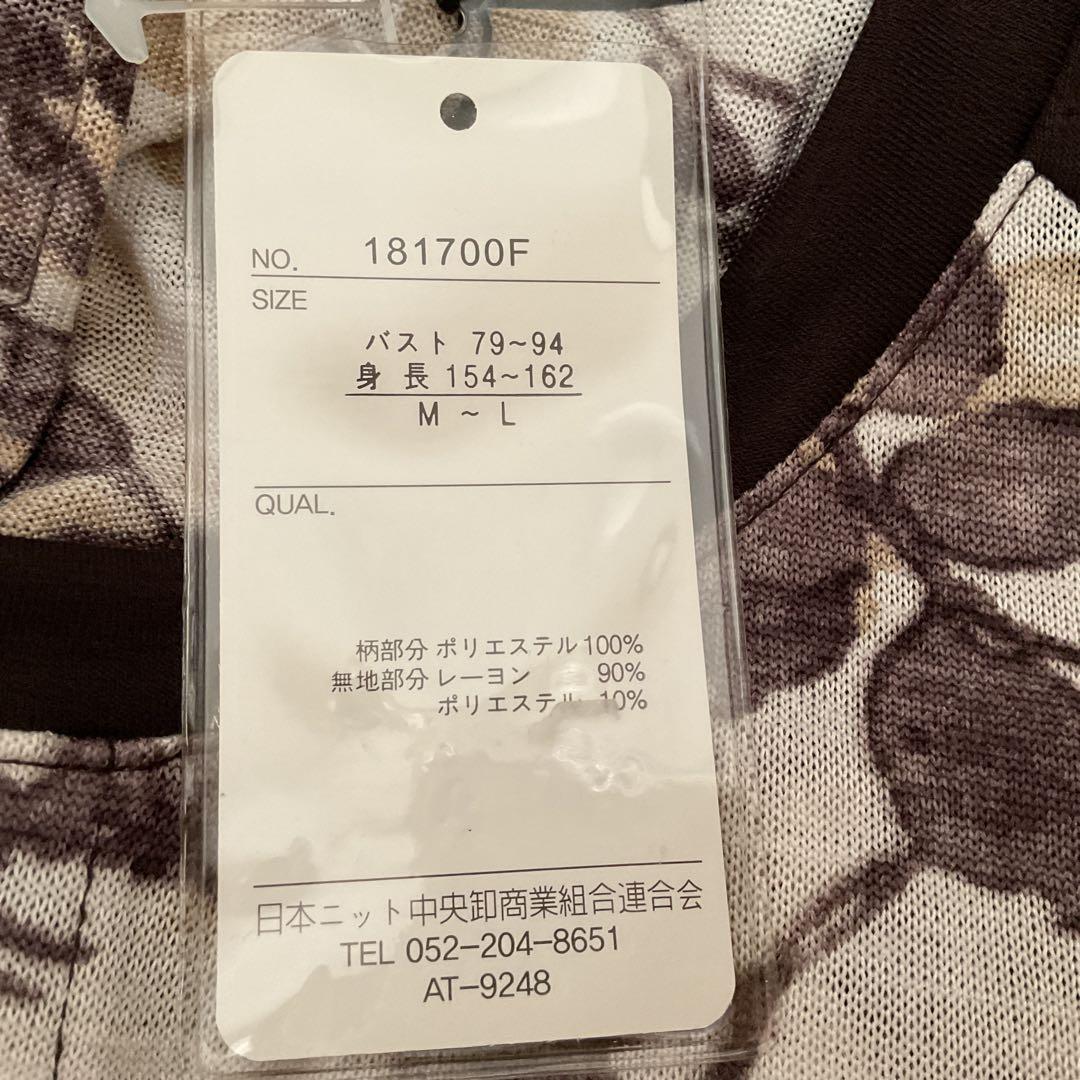 NO. 181700F
SIZE
バスト 79~94
身長 154~162
M ~ L
QUAL.
柄部分 ポリエステル 100%
無地部分 レーヨン 90%
ポリエステル 10%
日本ニット中央卸商業組合連合会
TEL 052-204-8651
AT-9248